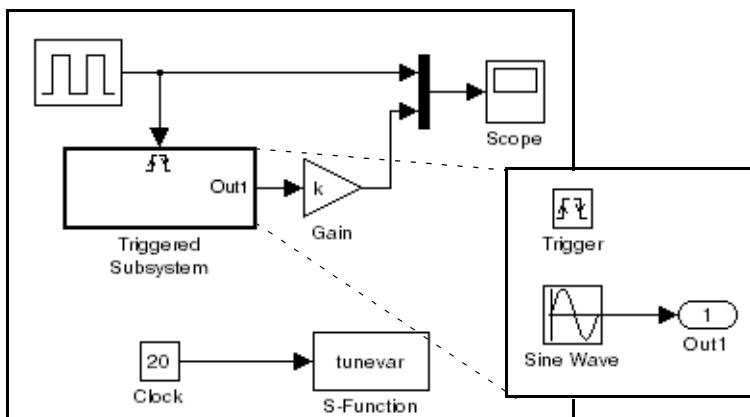 Scope
Out1
k
Triggered
Subsystem
Gain
Trigger
1
Sine Wave
Out1
20
tunevar
Clock
S-Function